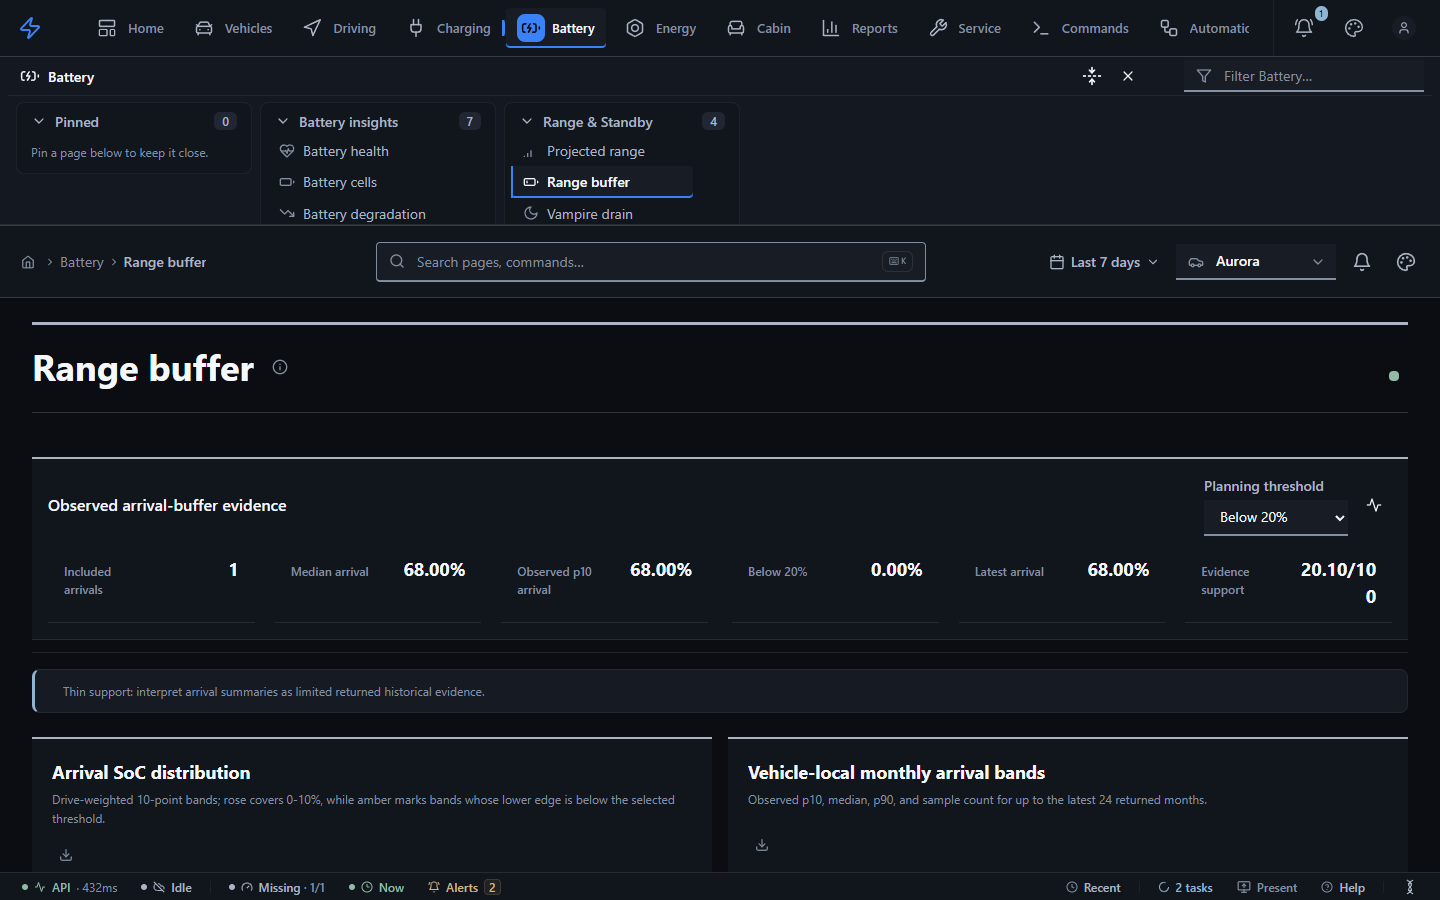 Home
Vehicles
Driving
Charging
Battery
Energy
Cabin
Reports
Service
Commands
Automatic
1
Battery
Filter Battery...
Pinned 0
Pin a page below to keep it close.
Battery insights 7
Battery health
Battery cells
Battery degradation
Range & Standby 4
Projected range
Range buffer
Vampire drain
Battery
Range buffer
Search pages, commands...
K
Last 7 days
Aurora
Range buffer
Observed arrival-buffer evidence
Planning threshold
Below 20%
Included
arrivals
1
Median arrival 68.00%
Observed p10
arrival
68.00%
Below 20% 0.00%
Latest arrival 68.00%
Evidence
support
20.10/10
0
Thin support: interpret arrival summaries as limited returned historical evidence.
Arrival SoC distribution
Drive-weighted 10-point bands; rose covers 0-10%, while amber marks bands whose lower edge is below the selected
threshold.
Vehicle-local monthly arrival bands
Observed p10, median, p90, and sample count for up to the latest 24 returned months.
API · 432ms
Idle
Missing · 1/1
Now
Alerts 2
Recent
2 tasks
Present
Help